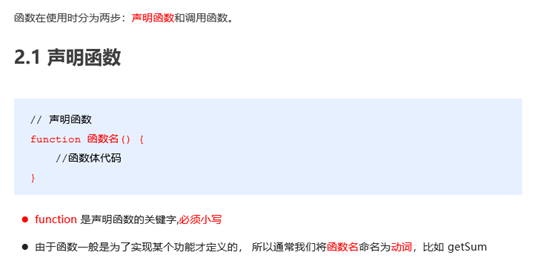 函数在使用时分为两步：声明函数和调用函数。
2.1 声明函数
// 声明函数
function 函数名() {
//函数体代码
}
● function 是声明函数的关键字,必须小写
● 由于函数一般是为了实现某个功能才定义的， 所以通常我们将函数名命名为动词，比如 getSum